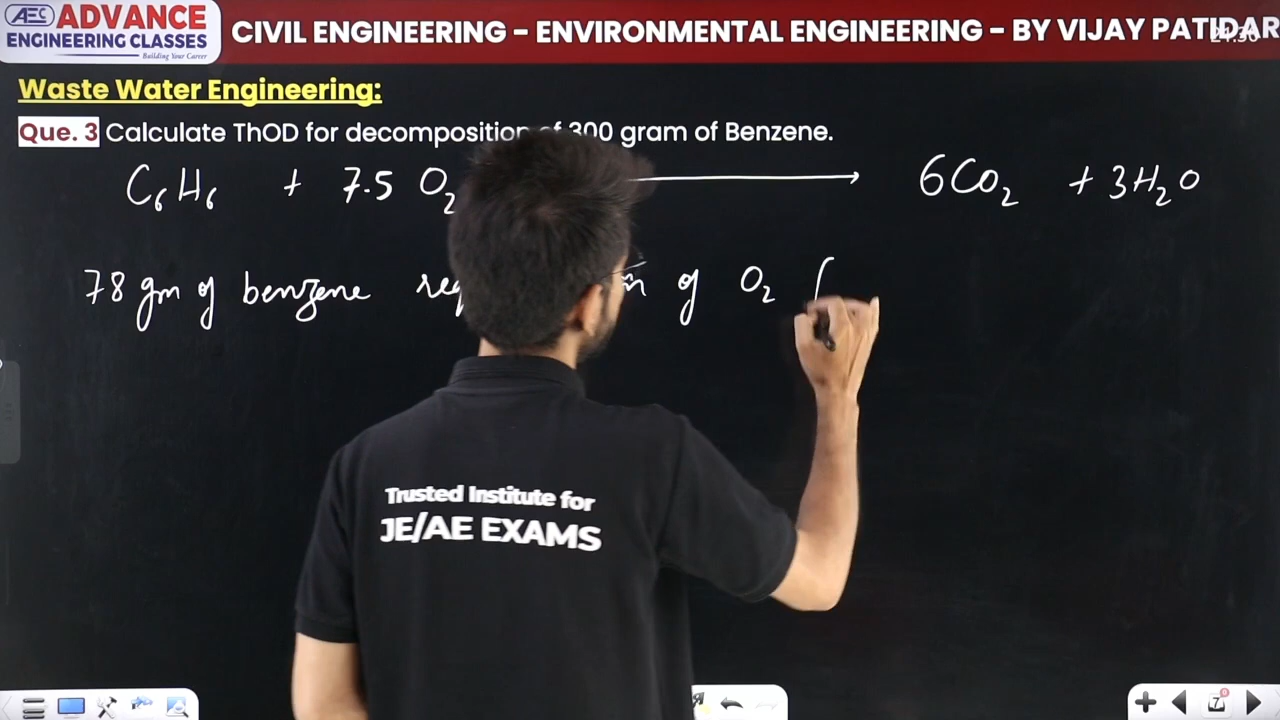 AEC ADVANCE
ENGINEERING CLASSES
Building Your Career
CIVIL ENGINEERING - ENVIRONMENTAL ENGINEERING - BY VIJAY PATIDAR
Waste Water Engineering:
Que. 3 Calculate ThOD for decomposition of 300 gram of Benzene.
C₆H₆ + 7.5 O₂ ⟶ 6CO₂ + 3H₂O
78 gm of benzene of O₂ (
Trusted Institute for
JE/AE EXAMS
7